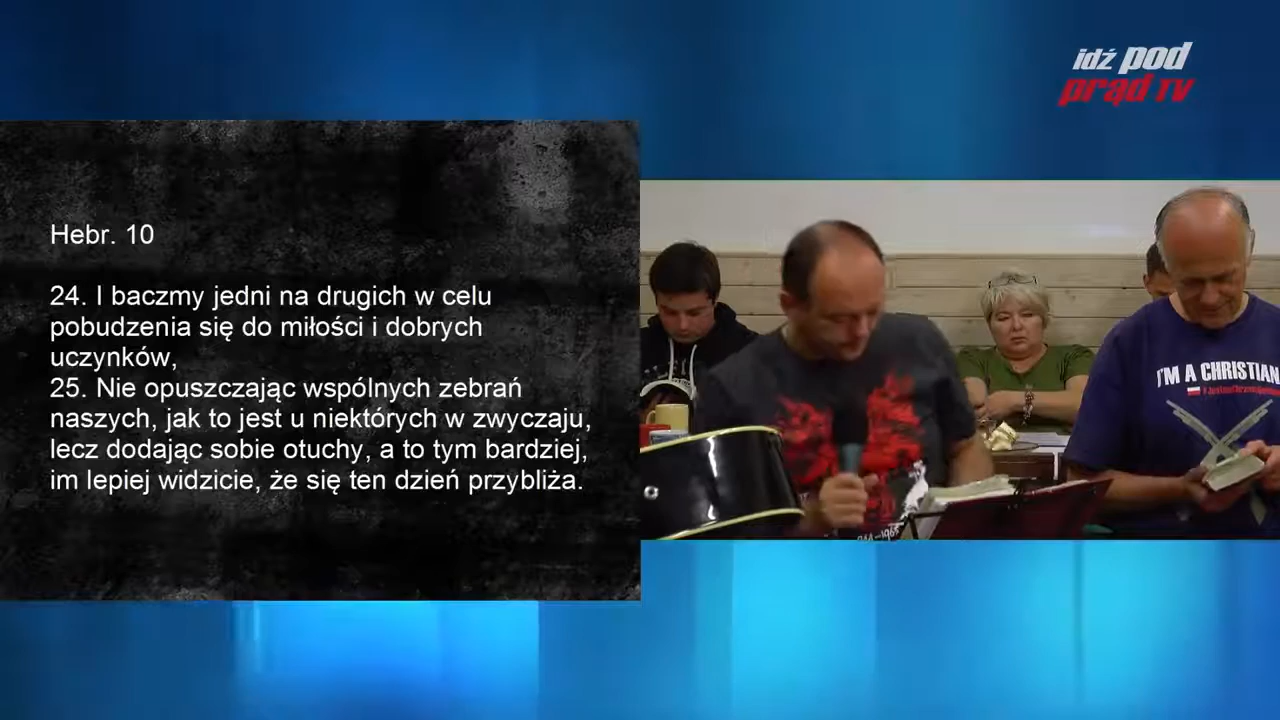 idź pod
prąd TV
Hebr. 10
24. I baczmy jedni na drugich w celu
pobudzenia się do miłości i dobrych
uczynków,
25. Nie opuszczając wspólnych zebrań
naszych, jak to jest u niektórych w zwyczaju,
lecz dodając sobie otuchy, a to tym bardziej,
im lepiej widzicie, że się ten dzień przybliża.
I'M A CHRISTIAN